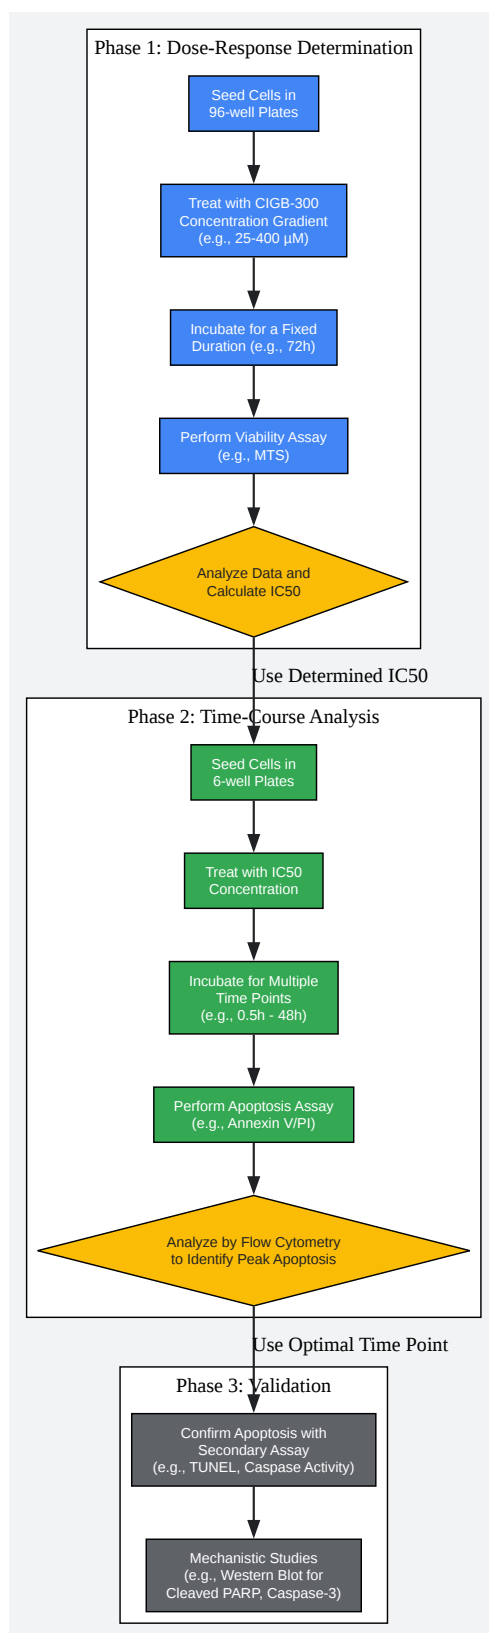 Phase 1: Dose-Response Determination
Seed Cells in
96-well Plates
Treat with CIGB-300
Concentration Gradient
(e.g., 25-400 µM)
Incubate for a Fixed
Duration (e.g., 72h)
Perform Viability Assay
(e.g., MTS)
Analyze Data and
Calculate IC50
Use Determined IC50
Phase 2: Time-Course Analysis
Seed Cells in
6-well Plates
Treat with IC50
Concentration
Incubate for Multiple
Time Points
(e.g., 0.5h - 48h)
Perform Apoptosis Assay
(e.g., Annexin V/PI)
Analyze by Flow Cytometry
to Identify Peak Apoptosis
Use Optimal Time Point
Phase 3: Validation
Confirm Apoptosis with
Secondary Assay
(e.g., TUNEL, Caspase Activity)
Mechanistic Studies
(e.g., Western Blot for
Cleaved PARP, Caspase-3)